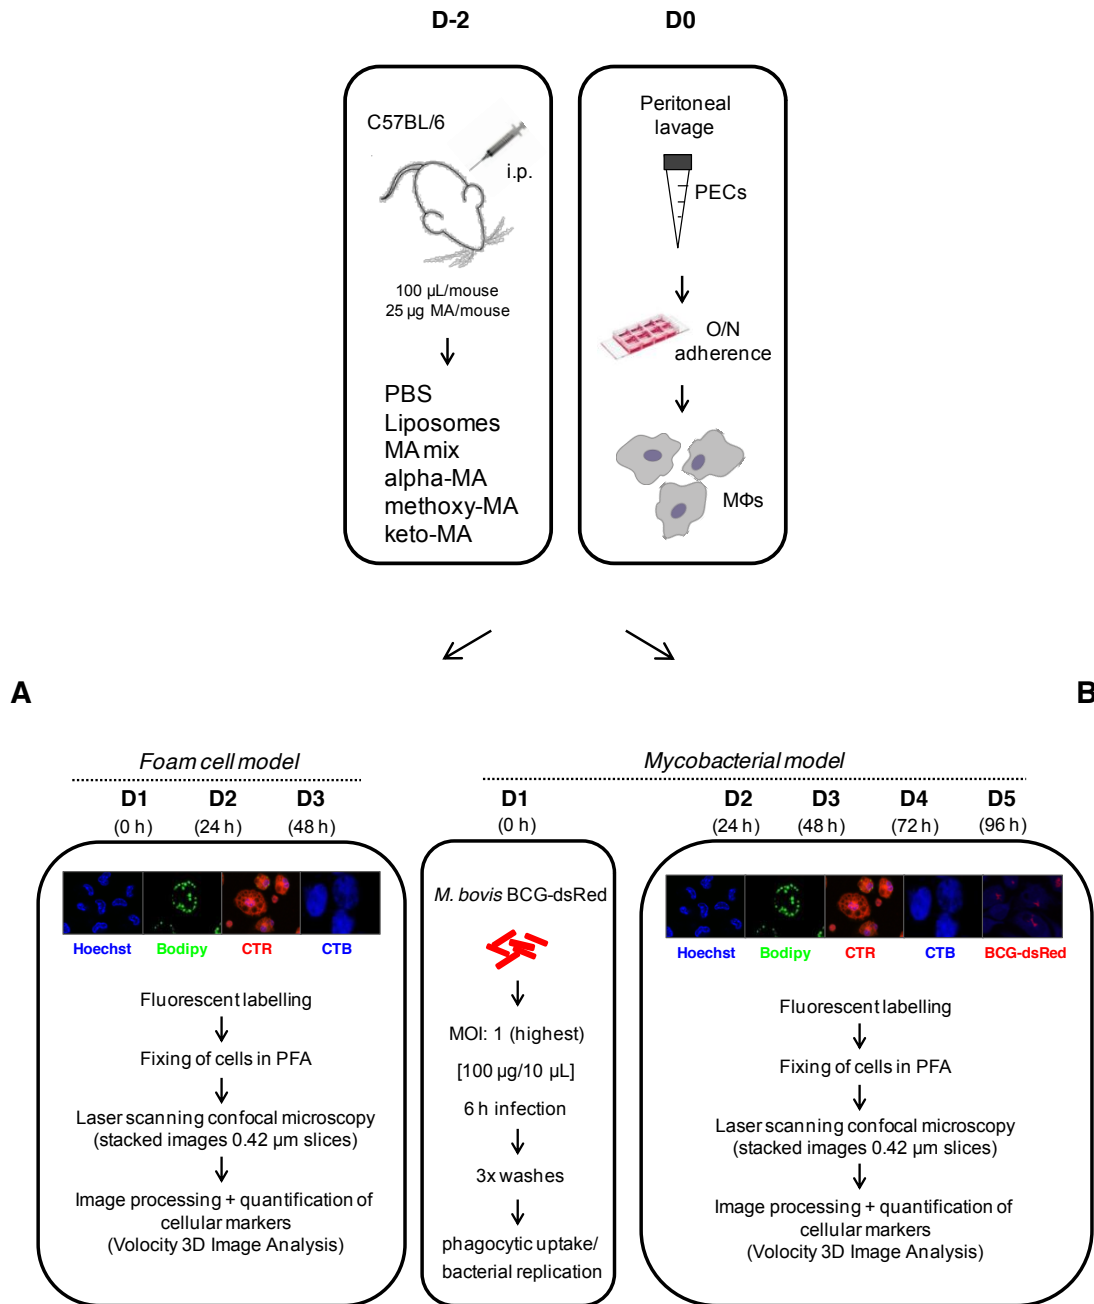 D-2
D0
C57BL/6
i.p.
100 µL/mouse
25 µg MA/mouse
PBS
Liposomes
MA mix
alpha-MA
methoxy-MA
keto-MA
Peritoneal
lavage
PECs
O/N
adherence
MΦs
A
B
Foam cell model
D1 D2 D3
(0 h) (24 h) (48 h)
Hoechst Bodipy CTR CTB
Fluorescent labelling
Fixing of cells in PFA
Laser scanning confocal microscopy
(stacked images 0.42 µm slices)
Image processing + quantification of
cellular markers
(Volocity 3D Image Analysis)
Mycobacterial model
D1
(0 h)
M. bovis BCG-dsRed
MOI: 1 (highest)
[100 µg/10 µL]
6 h infection
3x washes
phagocytic uptake/
bacterial replication
D2 D3 D4 D5
(24 h) (48 h) (72 h) (96 h)
Hoechst Bodipy CTR CTB BCG-dsRed
Fluorescent labelling
Fixing of cells in PFA
Laser scanning confocal microscopy
(stacked images 0.42 µm slices)
Image processing + quantification of
cellular markers
(Volocity 3D Image Analysis)